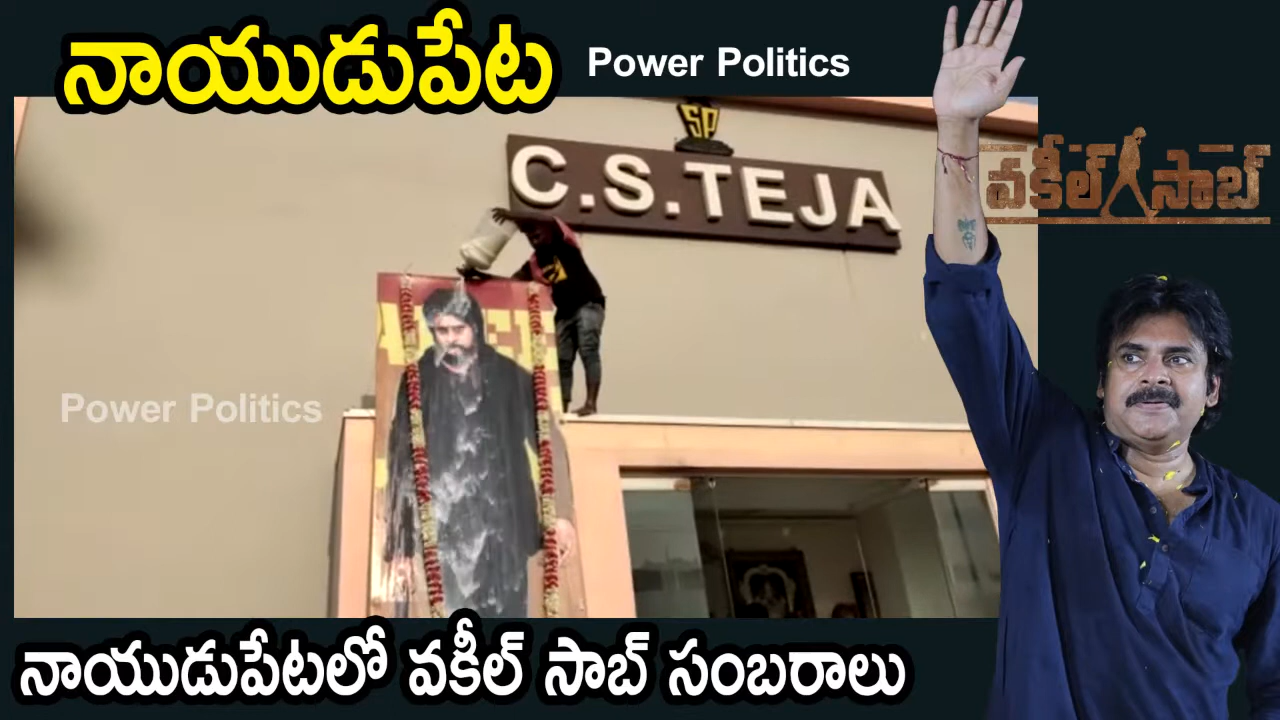 నాయుడుపేట
Power Politics
SP
C.S.TEJA
వకీల్ సాబ్
Power Politics
నాయుడుపేటలో వకీల్ సాబ్ సంబరాలు